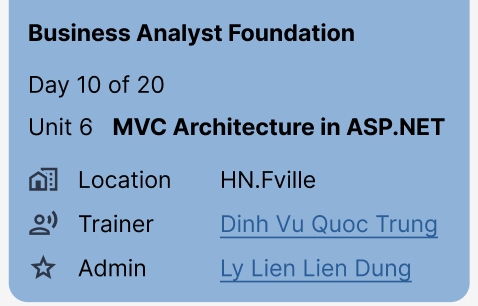 Business Analyst Foundation
Day 10 of 20
Unit 6 MVC Architecture in ASP.NET
Location HN.Fville
Trainer Dinh Vu Quoc Trung
Admin Ly Lien Lien Dung